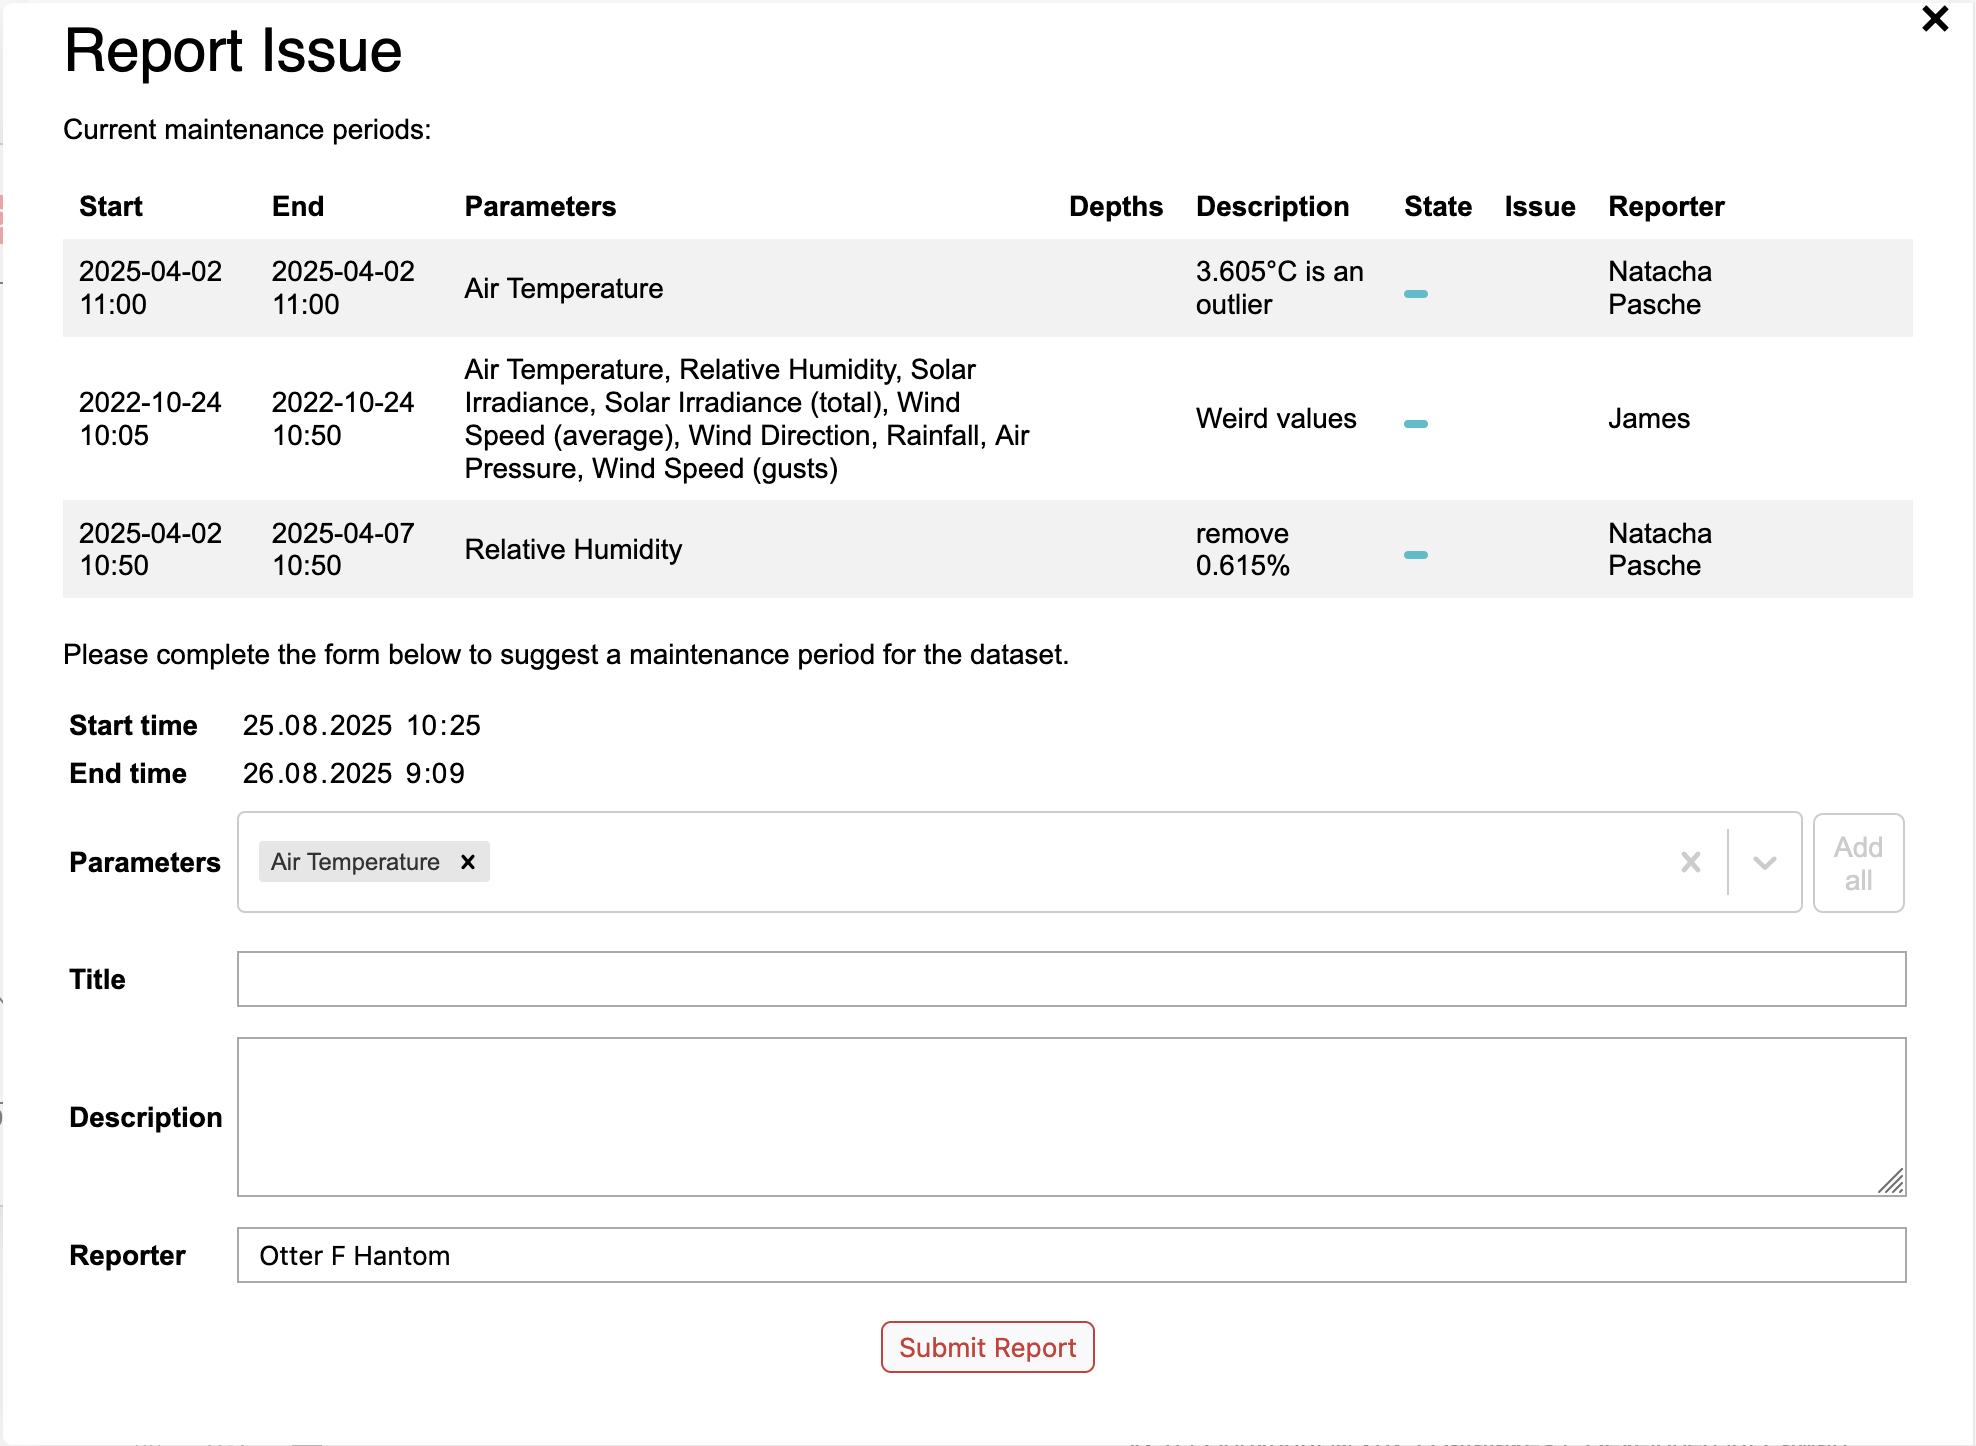 Report Issue
Current maintenance periods:
Start End Parameters Depths Description State Issue Reporter
2025-04-02 11:00
2025-04-02 11:00
Air Temperature
3.605°C is an outlier
Natacha Pasche
2022-10-24 10:05
2022-10-24 10:50
Air Temperature, Relative Humidity, Solar
Irradiance, Solar Irradiance (total), Wind
Speed (average), Wind Direction, Rainfall, Air
Pressure, Wind Speed (gusts)
Weird values
James
2025-04-02 10:50
2025-04-07 10:50
Relative Humidity
remove 0.615%
Natacha Pasche
Please complete the form below to suggest a maintenance period for the dataset.
Start time 25.08.2025 10:25
End time 26.08.2025 9:09
Parameters Air Temperature
Add all
Title
Description
Reporter Otter F Hantom
Submit Report